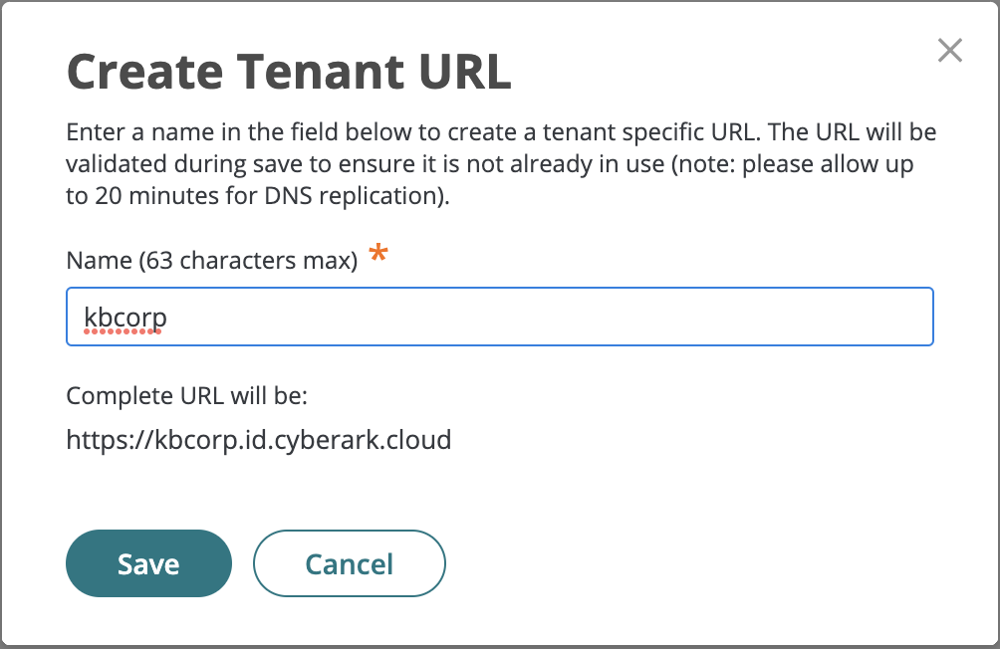 Create Tenant URL
Enter a name in the field below to create a tenant specific URL. The URL will be
validated during save to ensure it is not already in use (note: please allow up
to 20 minutes for DNS replication).
Name (63 characters max) *
kbcorp
Complete URL will be:
https://kbcorp.id.cyberark.cloud
Save Cancel